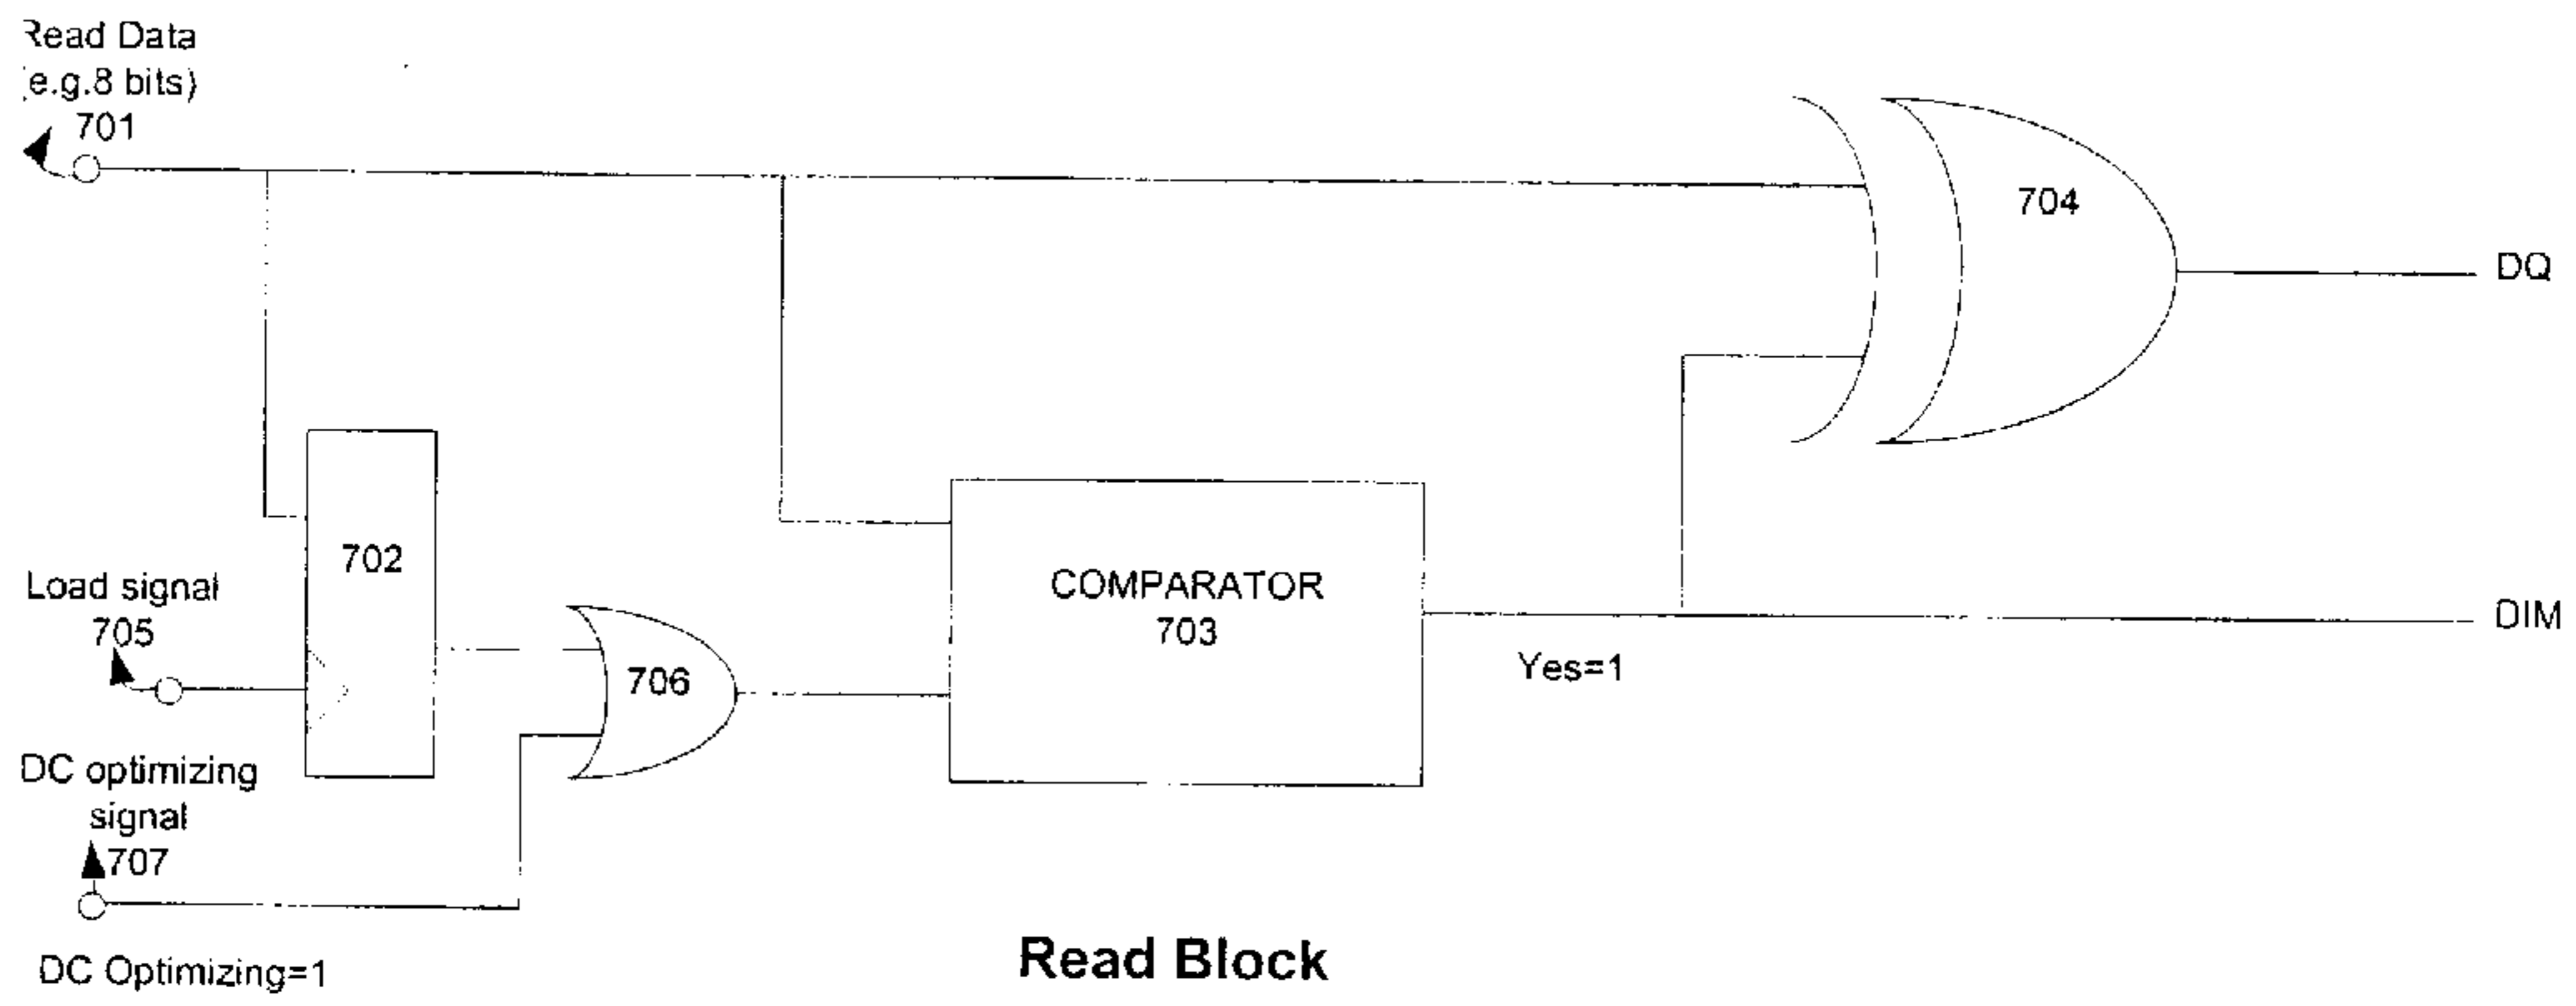 Read Data
(e.g.8 bits)
701
704
DQ
702
Load signal
705
COMPARATOR
703
706
DIM
Yes=1
DC optimizing
signal
707
DC Optimizing=1
Read Block